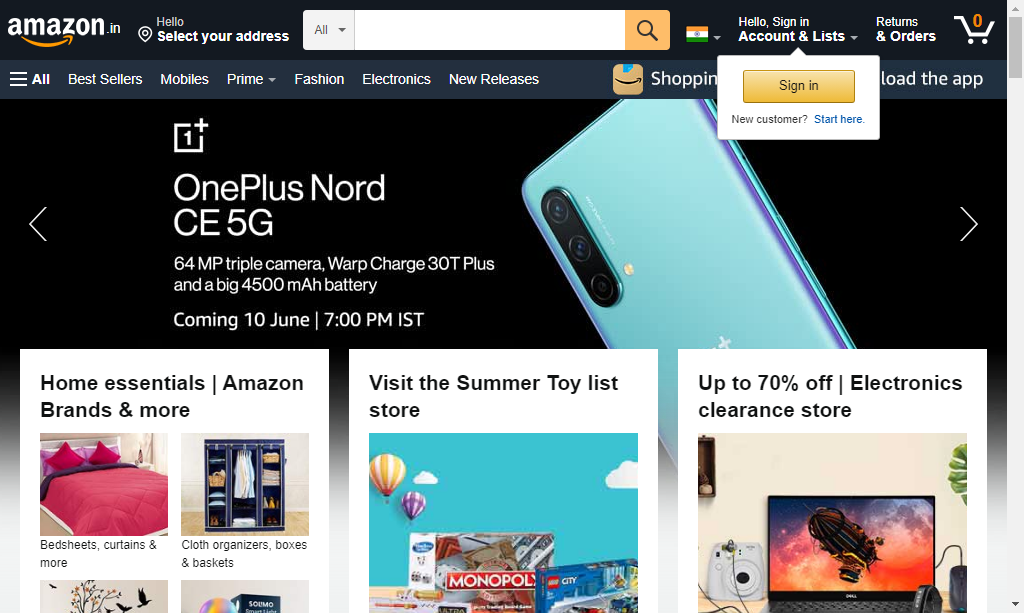 amazon.in
Hello
Select your address
All
Hello, Sign in
Account & Lists
Returns
& Orders
0
All
Best Sellers
Mobiles
Prime
Fashion
Electronics
New Releases
load the app
Sign in
New customer? Start here.
1+
OnePlus Nord
CE 5G
64 MP triple camera, Warp Charge 30T Plus
and a big 4500 mAh battery
Coming 10 June | 7:00 PM IST
Home essentials | Amazon
Brands & more
Bedsheets, curtains &
more
Cloth organizers, boxes
& baskets
SOLIMO
Visit the Summer Toy list
store
MONOPOLY
CITY
Up to 70% off | Electronics
clearance store
DELL